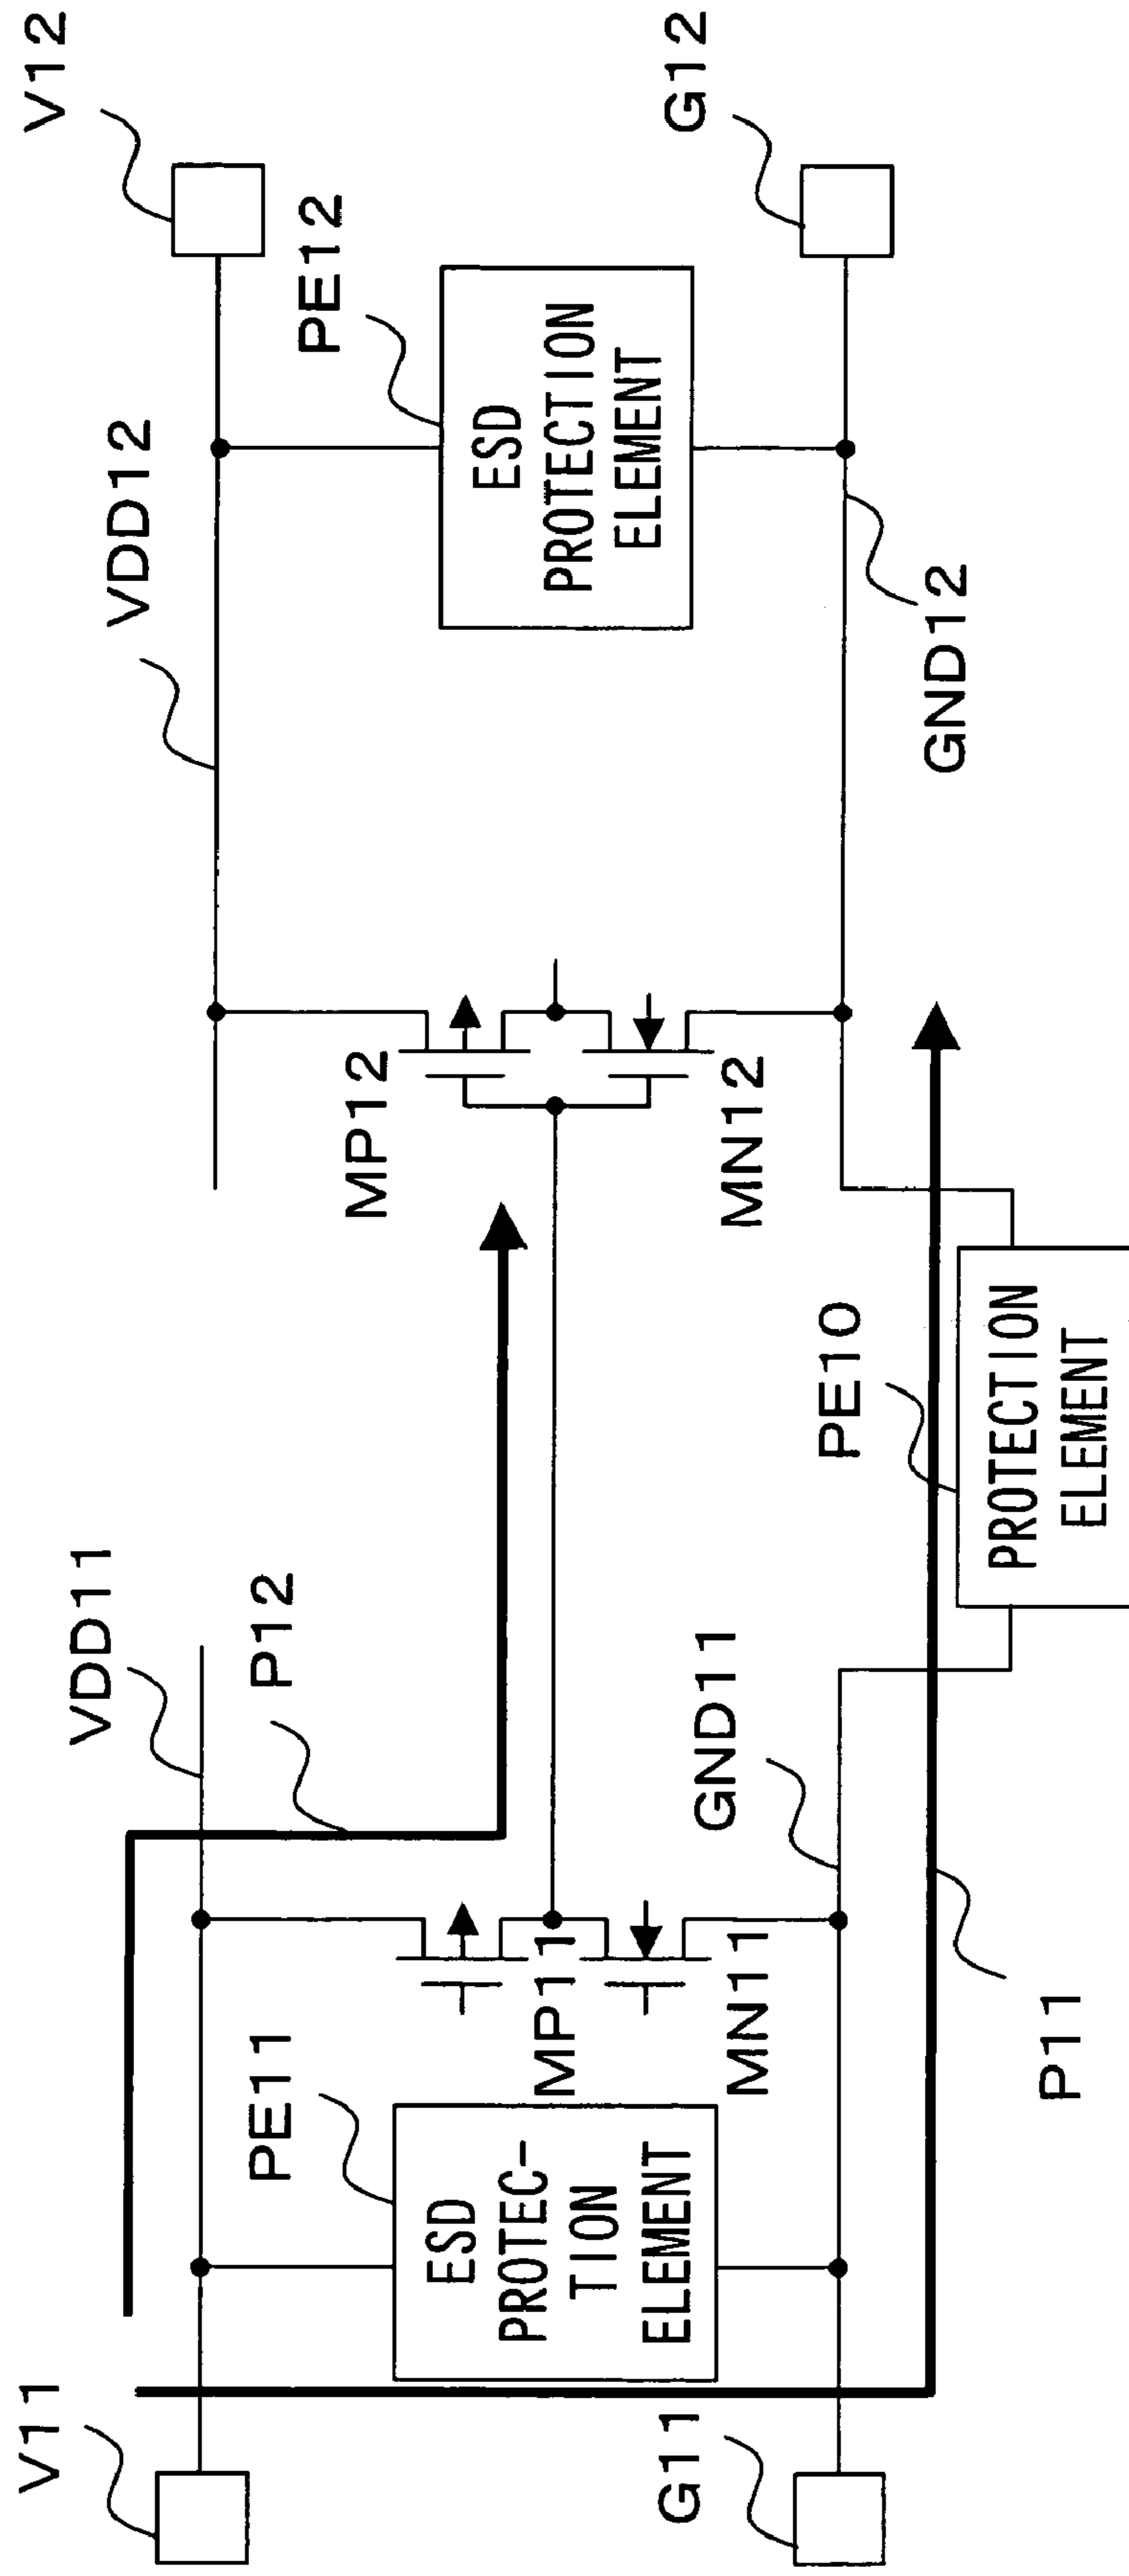 V11
VDD11
P12
VDD12
V12
PE11
ESD
PROTEC-
TION
ELEMENT
MP11
MN11
MP12
MN12
PE12
ESD
PROTECTION
ELEMENT
G11
GND11
PE10
PROTECTION
ELEMENT
GND12
G12
P11